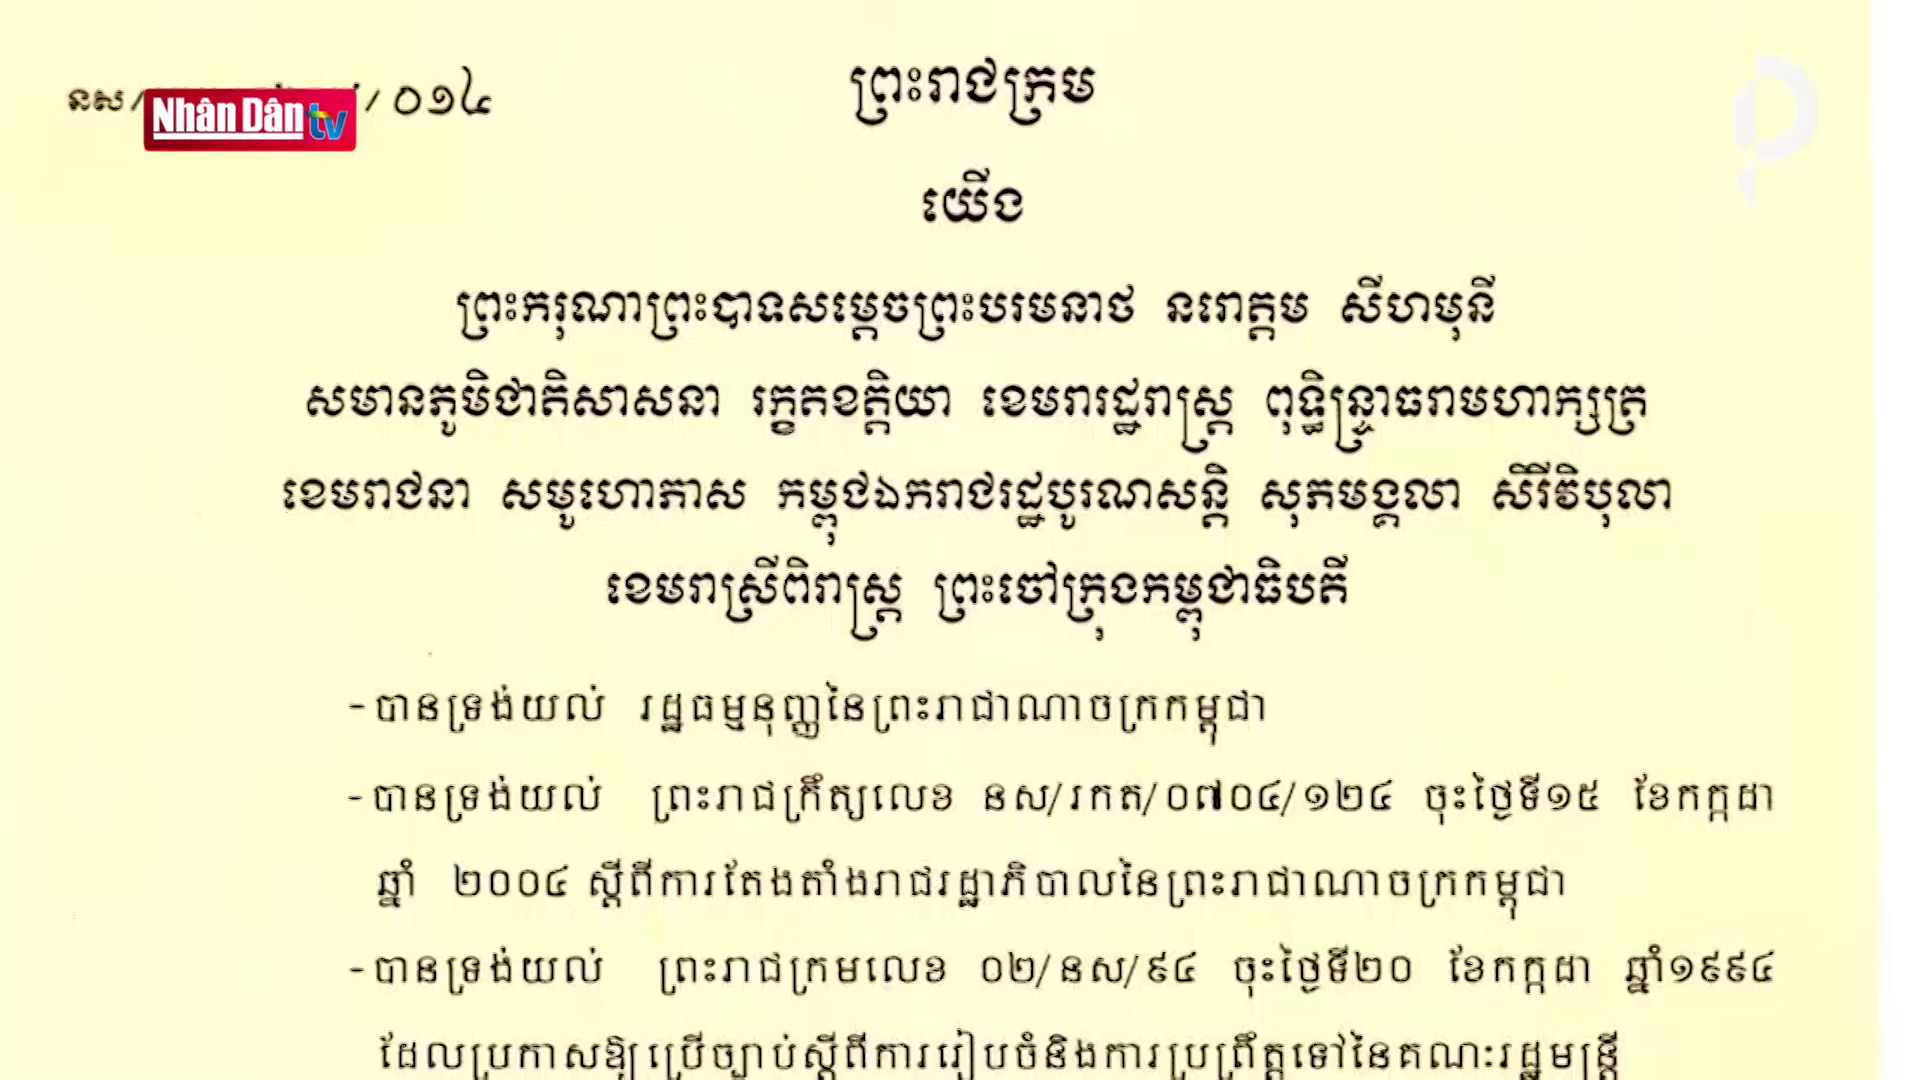 ព្រះរាជក្រម
នស/
/០១៤
Nhân Dân tv
យើង
ព្រះករុណាព្រះបាទសម្តេចព្រះបរមនាថ នរោត្តម សីហមុនី
សមានភូមិជាតិសាសនា រក្ខតខត្តិយា ខេមរារដ្ឋរាស្ត្រ ពុទ្ធិន្ទ្រាធរាមហាក្សត្រ
ខេមរាជនា សមូហោភាស កម្ពុជឯករាជរដ្ឋបូរណសន្តិ សុភមង្គលា សិរីវិបុលា
ខេមរាស្រីពិរាស្ត្រ ព្រះចៅក្រុងកម្ពុជាធិបតី
-បានទ្រង់យល់ រដ្ឋធម្មនុញ្ញនៃព្រះរាជាណាចក្រកម្ពុជា
-បានទ្រង់យល់ ព្រះរាជក្រឹត្យលេខ នស/រកត/០៧០៤/១២៤ ចុះថ្ងៃទី១៥ ខែកក្កដា
ឆ្នាំ ២០០៤ ស្តីពីការតែងតាំងរាជរដ្ឋាភិបាលនៃព្រះរាជាណាចក្រកម្ពុជា
-បានទ្រង់យល់ ព្រះរាជក្រមលេខ ០២/នស/៩៤ ចុះថ្ងៃទី២០ ខែកក្កដា ឆ្នាំ១៩៩៤
ដែលប្រកាសឱ្យប្រើច្បាប់ស្តីពីការរៀបចំនិងការប្រព្រឹត្តទៅនៃគណៈរដ្ឋមន្ត្រី